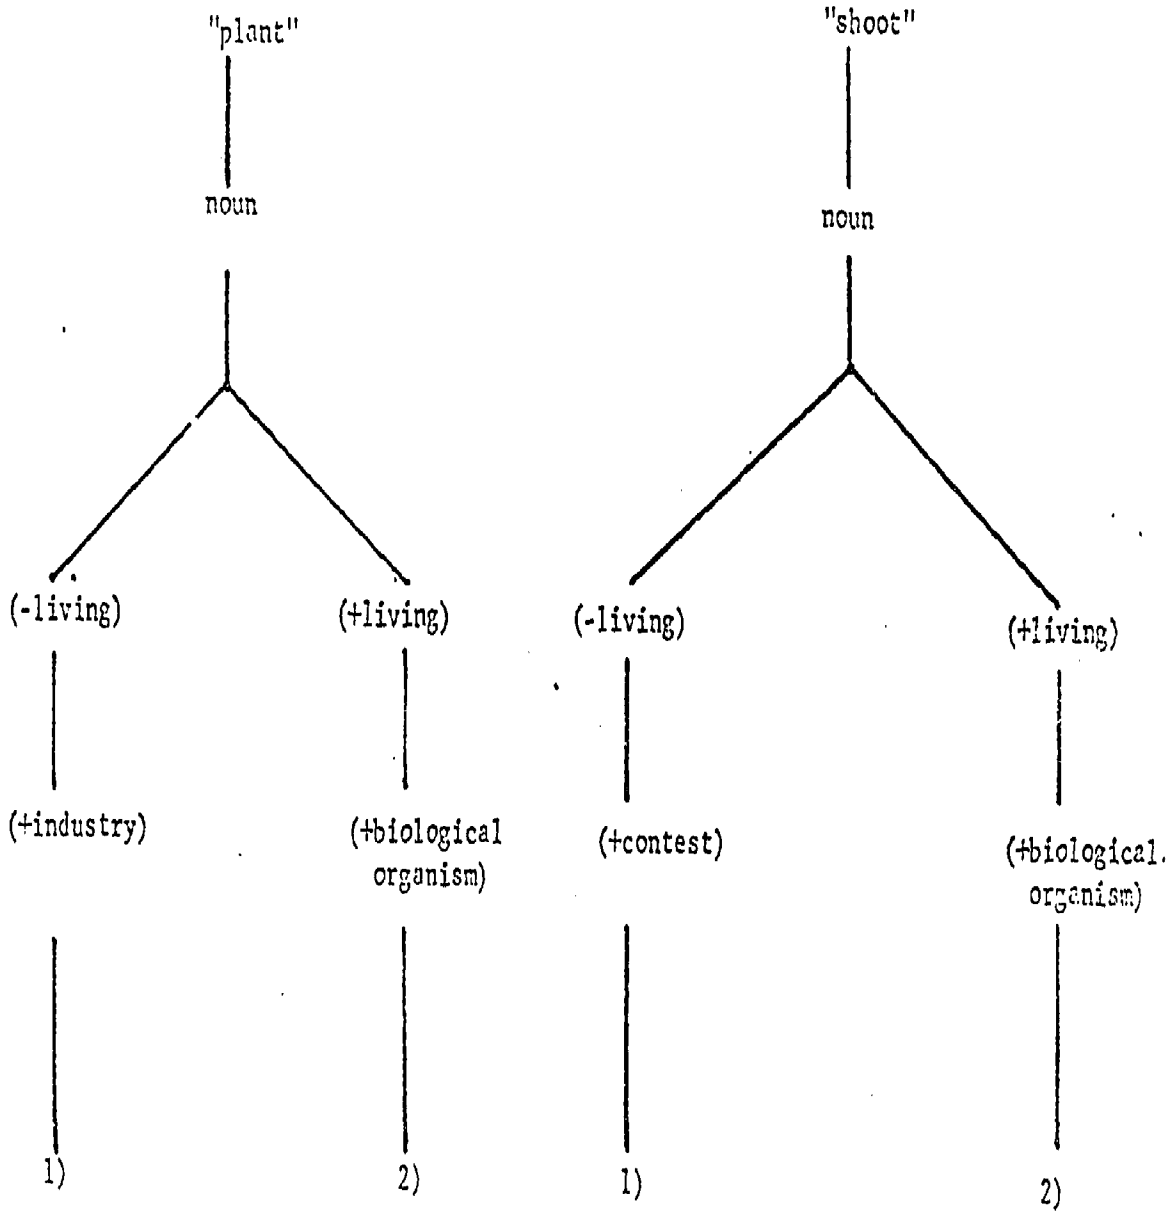 "plant"
noun
(-living)
(+living)
(+industry)
(+biological
organism)
1)
2)
"shoot"
noun
(-living)
(+living)
(+contest)
(+biological.
organism)
1)
2)